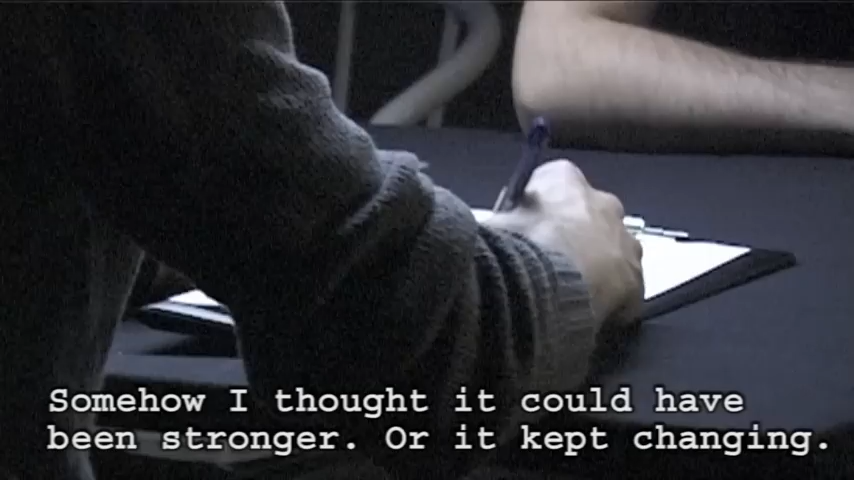 Somehow I thought it could have
been stronger. Or it kept changing.